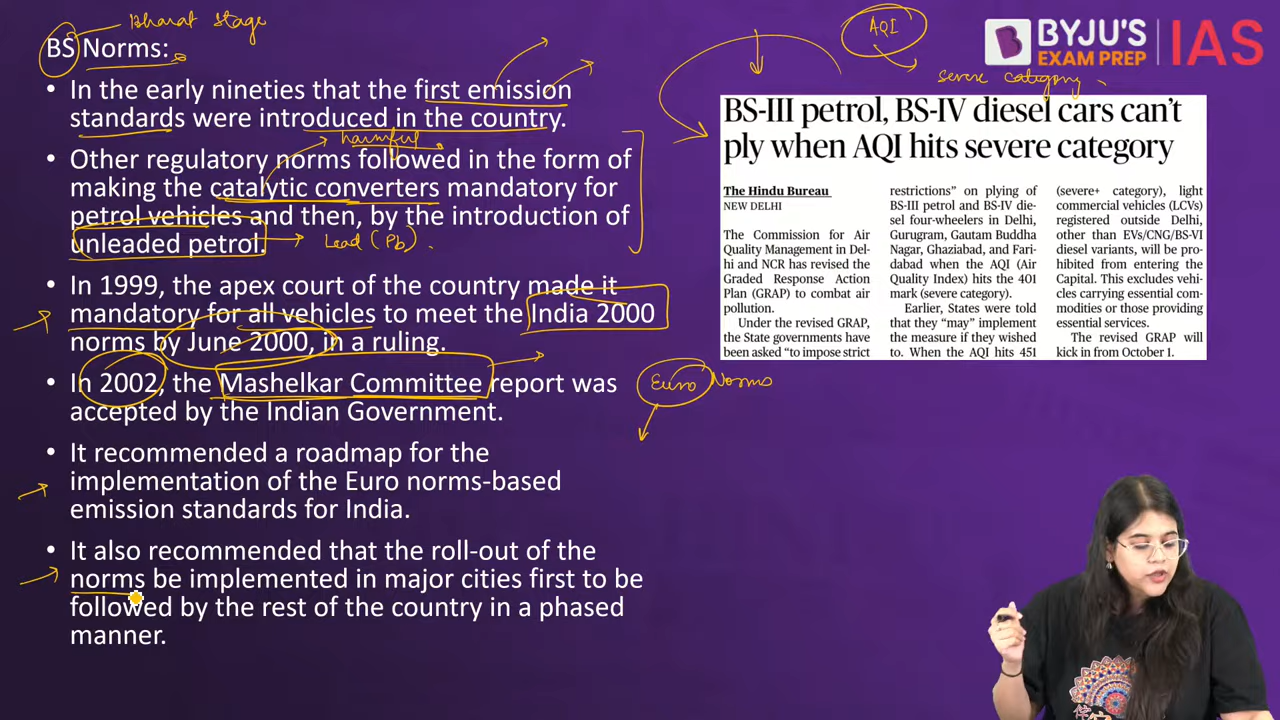 Bharat Stage
BS Norms:
• In the early nineties that the first emission
standards were introduced in the country.
harmful
• Other regulatory norms followed in the form of
making the catalytic converters mandatory for
petrol vehicles and then, by the introduction of
unleaded petrol.
Lead (Pb).
• In 1999, the apex court of the country made it
mandatory for all vehicles to meet the India 2000
norms by June 2000, in a ruling.
• In 2002, the Mashelkar Committee report was
accepted by the Indian Government.
Euro Norms
• It recommended a roadmap for the
implementation of the Euro norms-based
emission standards for India.
• It also recommended that the roll-out of the
norms be implemented in major cities first to be
followed by the rest of the country in a phased
manner.
AQI
severe category
BYJU'S
EXAM PREP
IAS
BS-III petrol, BS-IV diesel cars can't
ply when AQI hits severe category
The Hindu Bureau
NEW DELHI
The Commission for Air
Quality Management in Del-
hi and NCR has revised the
Graded Response Action
Plan (GRAP) to combat air
pollution.
Under the revised GRAP,
the State governments have
been asked “to impose strict
restrictions” on plying of
BS-III petrol and BS-IV die-
sel four-wheelers in Delhi,
Gurugram, Gautam Buddha
Nagar, Ghaziabad, and Fari-
dabad when the AQI (Air
Quality Index) hits the 401
mark (severe category).
Earlier, States were told
that they “may” implement
the measure if they wished
to. When the AQI hits 451
(severe+ category), light
commercial vehicles (LCVs)
registered outside Delhi,
other than EVs/CNG/BS-VI
diesel variants, will be pro-
hibited from entering the
Capital. This excludes vehi-
cles carrying essential com-
modities or those providing
essential services.
The revised GRAP will
kick in from October 1.